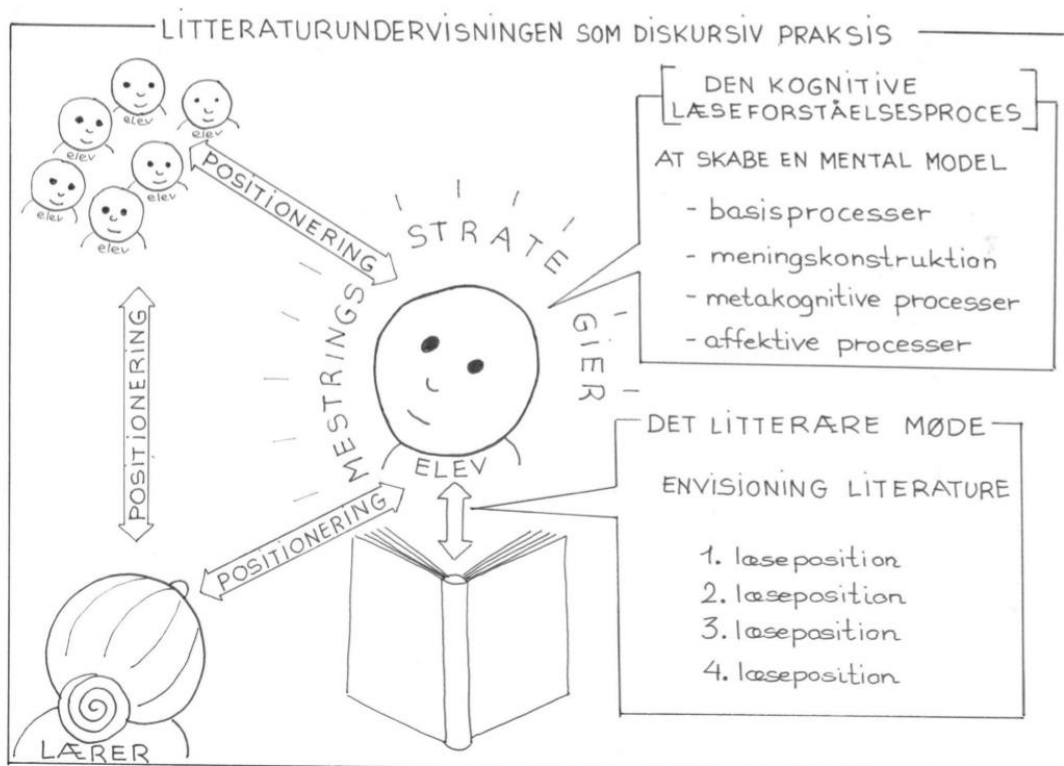 LITTERATURUNDERVISNINGEN SOM DISKURSIV PRAKSIS
elev
elev
elev
elev
elev
elev
POSITIONERING
POSITIONERING
POSITIONERING
MESTRINGS STRATE GIER
ELEV
LÆRER
DEN KOGNITIVE
LÆSEFORSTÅELSESPROCES
AT SKABE EN MENTAL MODEL
- basisprocesser
- meningskonstruktion
- metakognitive processer
- affektive processer
DET LITTERÆRE MØDE
ENVISIONING LITERATURE
1. læseposition
2. læseposition
3. læseposition
4. læseposition